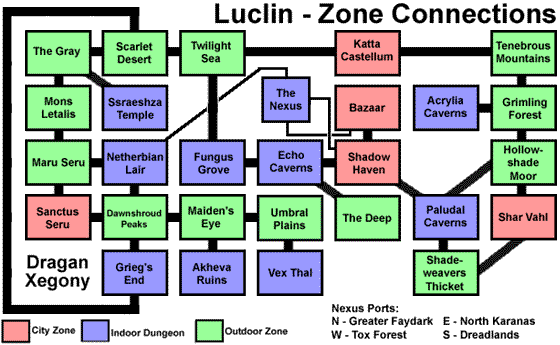 Luclin - Zone Connections
The Gray
Scarlet
Desert
Twilight
Sea
Katta
Castellum
Tenebrous
Mountains
Mons
Letalis
Ssraeshza
Temple
The
Nexus
Bazaar
Acrylia
Caverns
Grimling
Forest
Maru Seru
Netherbian
Lair
Fungus
Grove
Echo
Caverns
Shadow
Haven
Hollow-
shade
Moor
Sanctus
Seru
Dawnshroud
Peaks
Maiden's
Eye
Umbral
Plains
The Deep
Paludal
Caverns
Shar Vahl
Dragan
Xegony
Grieg's
End
Akheva
Ruins
Vex Thal
Shade-
weavers
Thicket
Nexus Ports:
N - Greater Faydark E - North Karanas
W - Tox Forest S - Dreadlands
City Zone
Indoor Dungeon
Outdoor Zone